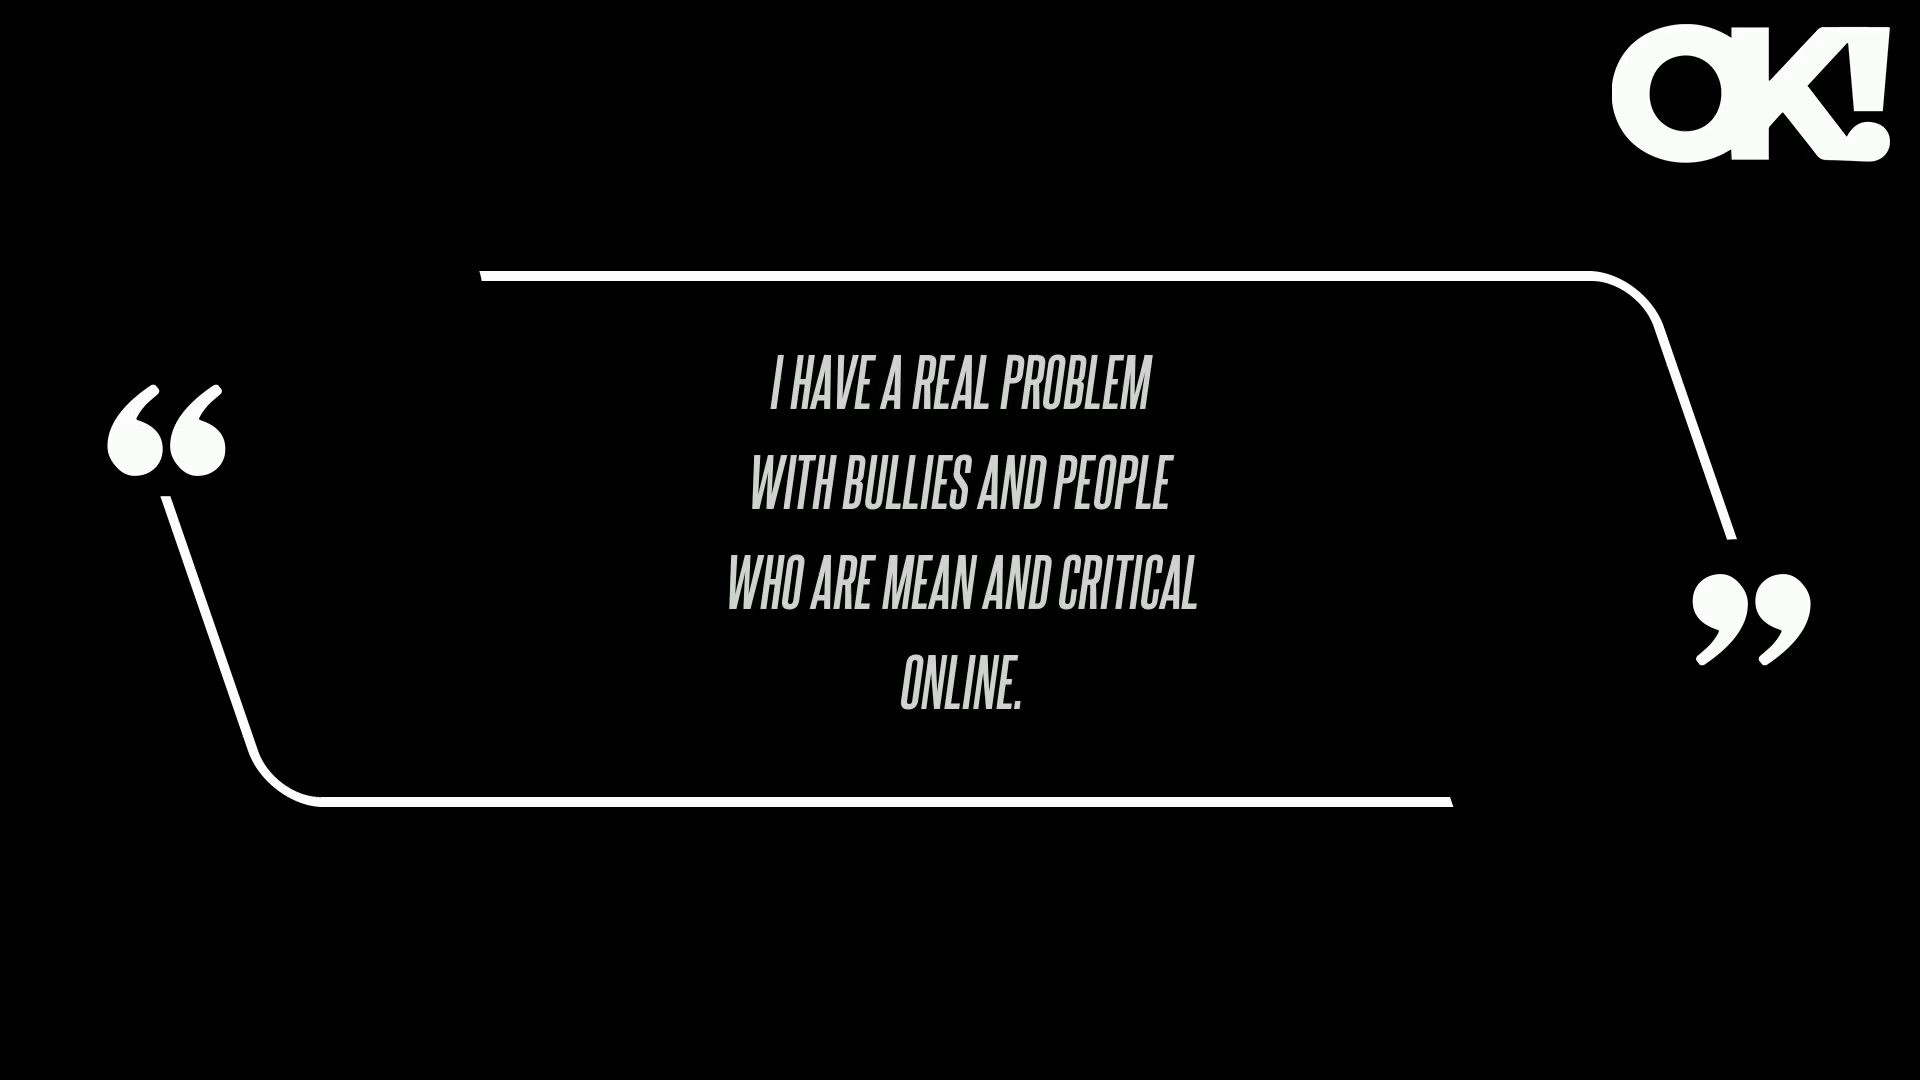 OK!
“
I HAVE A REAL PROBLEM
WITH BULLIES AND PEOPLE
WHO ARE MEAN AND CRITICAL
ONLINE.
”